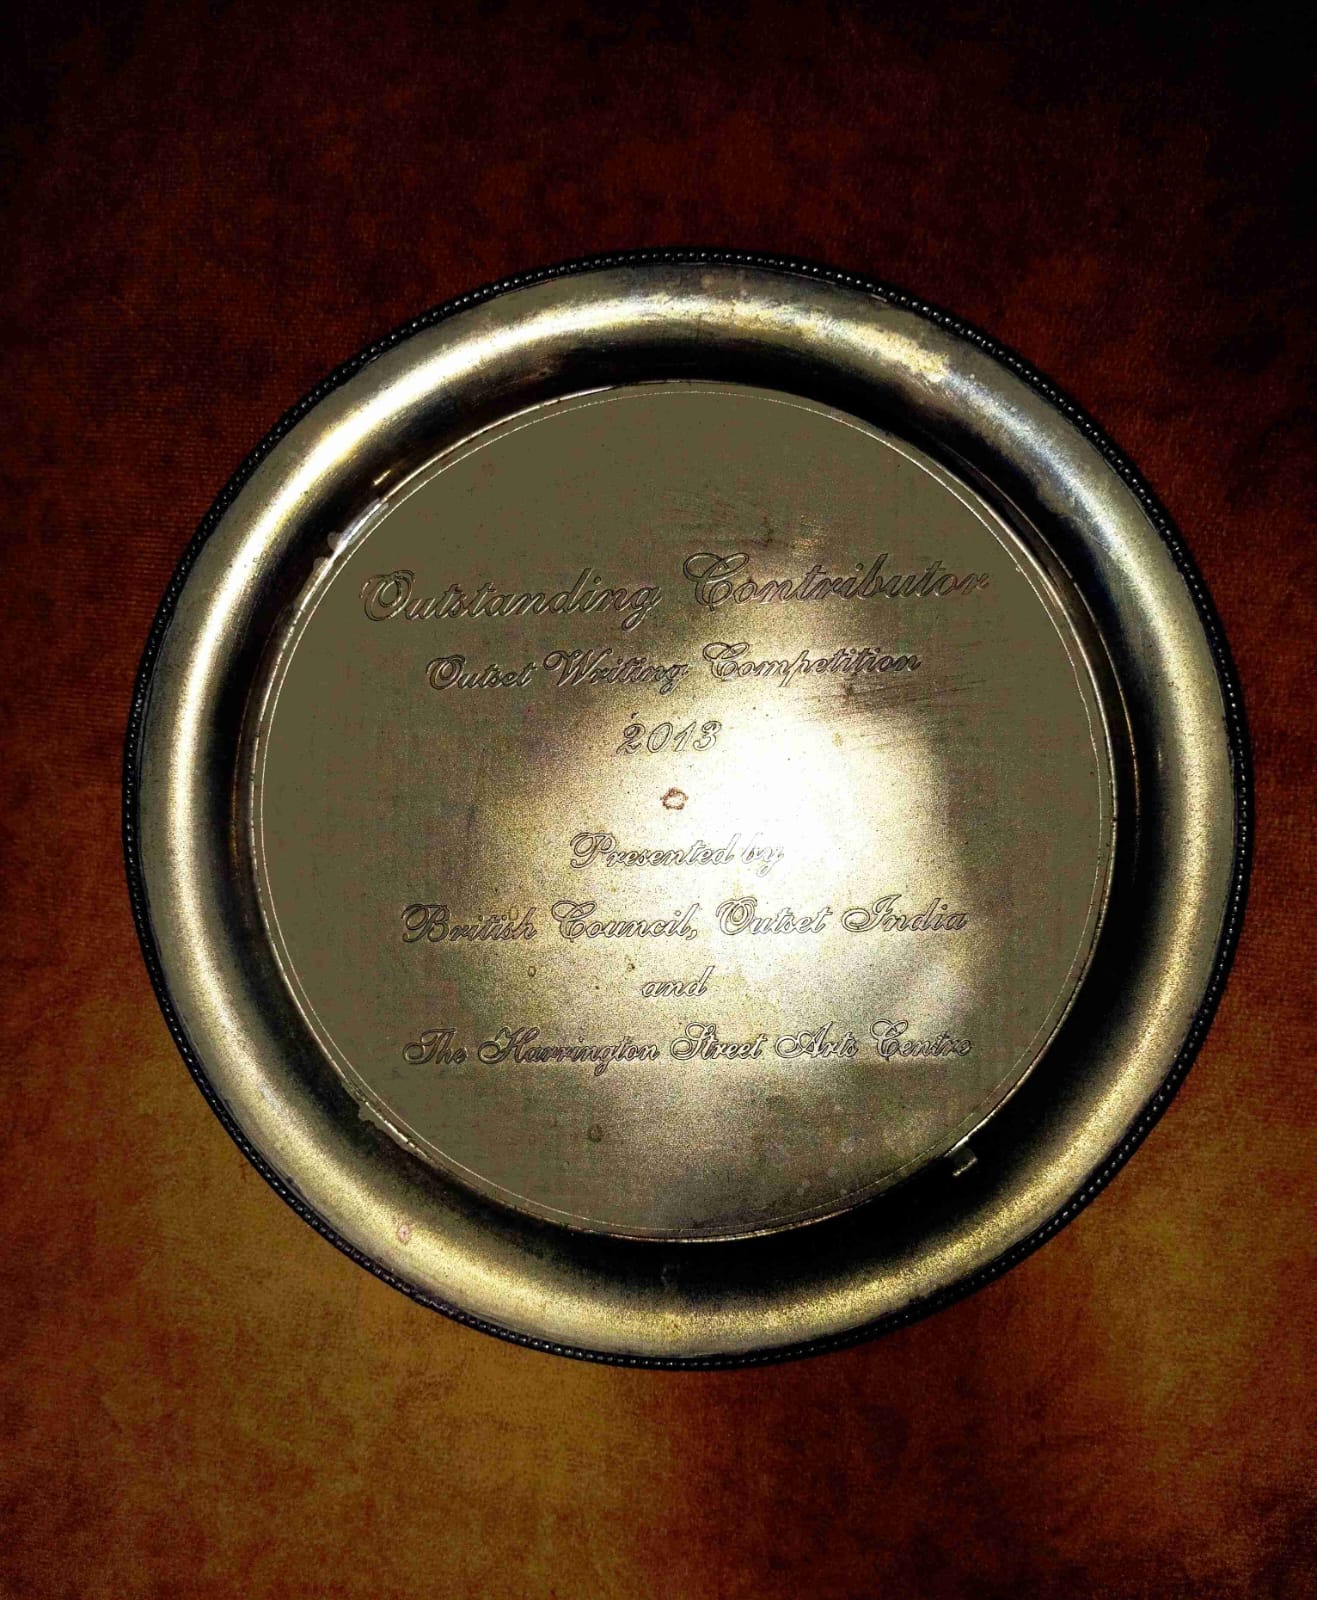 Outstanding Contributor
Outset Writing Competition
2013
Presented by
British Council, Outset India
and
The Harrington Street Arts Centre